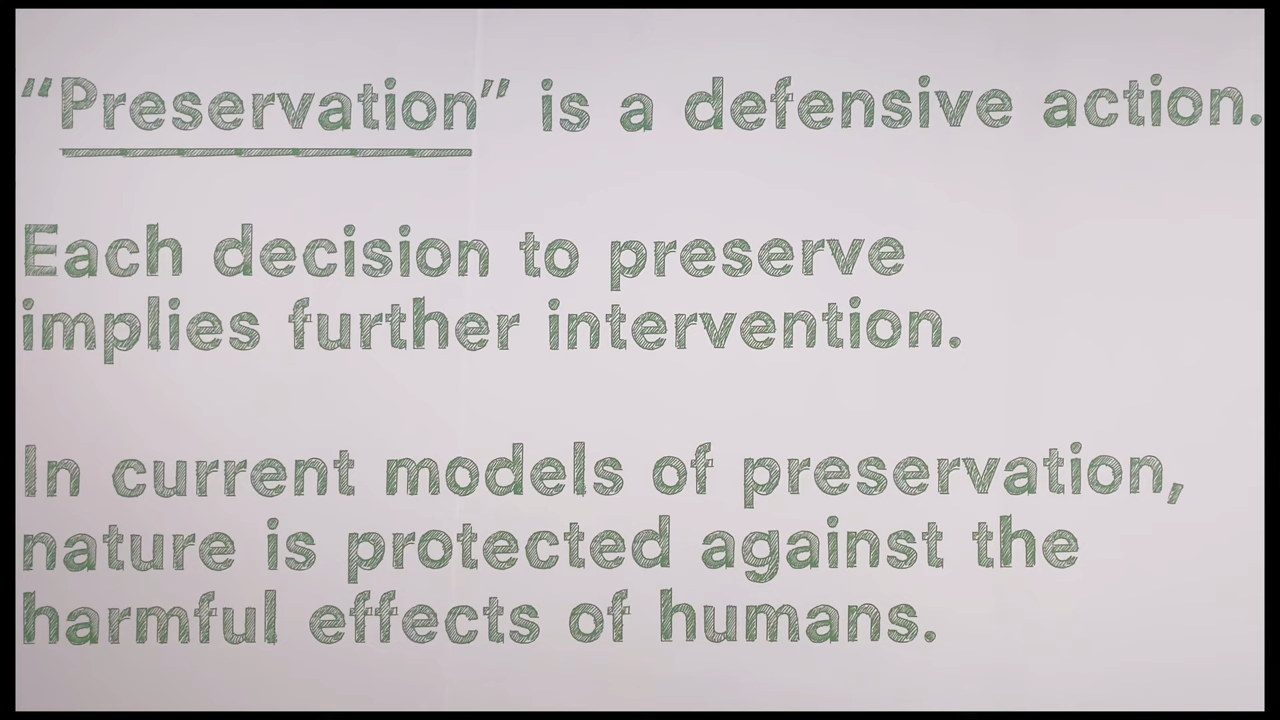 “Preservation” is a defensive action.
Each decision to preserve
implies further intervention.
In current models of preservation,
nature is protected against the
harmful effects of humans.